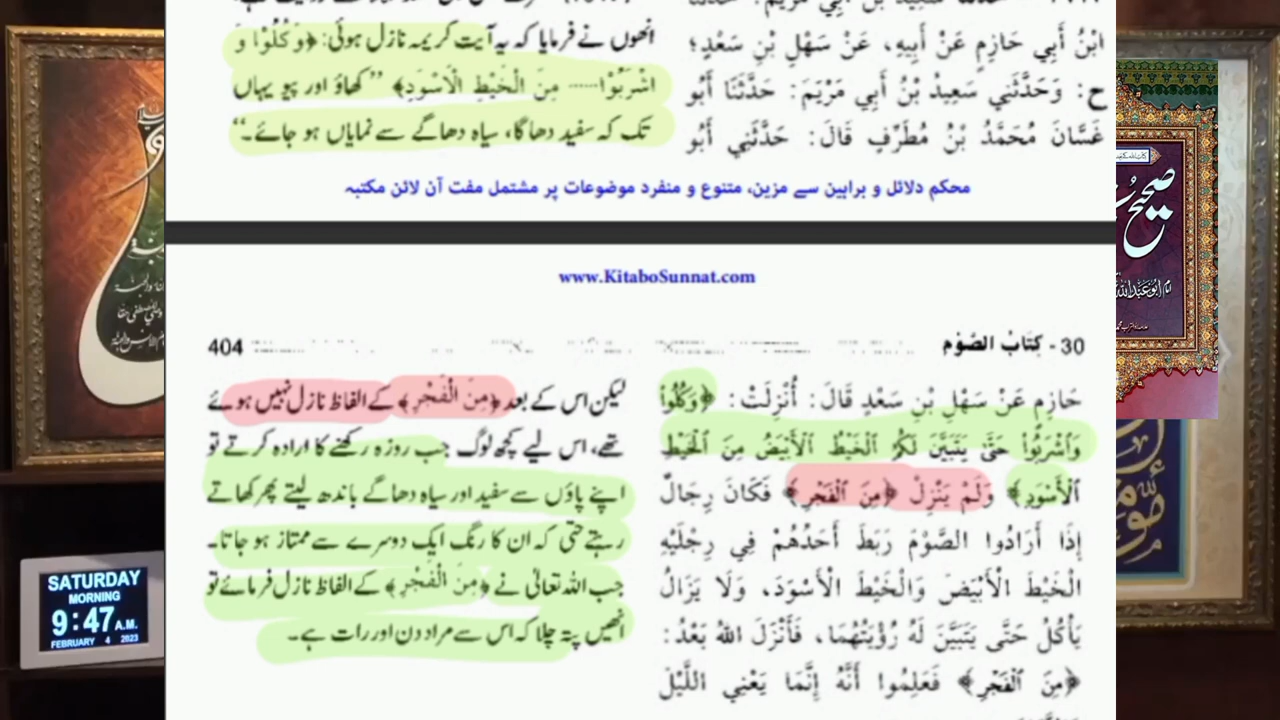 ابْنُ أَبِي حَازِمٍ عَنْ أَبِيهِ، عَنْ سَهْلِ بْنِ سَعْدٍ؛
ح: وَحَدَّثَنِي سَعِيدُ بْنُ أَبِي مَرْيَمَ: حَدَّثَنَا أَبُو
غَسَّانَ مُحَمَّدُ بْنُ مُطَرِّفٍ قَالَ: حَدَّثَنِي أَبُو
انھوں نے فرمایا کہ یہ آیت کریمہ نازل ہوئی: ﴿وَ كُلُوْا وَ
اشْرَبُوْا...... مِنَ الْخَيْطِ الْاَسْوَدِ﴾ ’’کھاؤ اور پیو یہاں
تک کہ سفید دھاگا، سیاہ دھاگے سے نمایاں ہو جائے۔‘‘
محکم دلائل و براہین سے مزین، متنوع و منفرد موضوعات پر مشتمل مفت آن لائن مکتبہ
www.KitaboSunnat.com
30 - كِتَابُ الصَّوْمِ
404
حَازِمٍ عَنْ سَهْلِ بْنِ سَعْدٍ قَالَ: أُنْزِلَتْ: ﴿وَكُلُواْ
وَاشْرَبُواْ حَتَّىٰ يَتَبَيَّنَ لَكُمُ الْخَيْطُ الْأَبْيَضُ مِنَ الْخَيْطِ
الْأَسْوَدِ﴾ وَلَمْ يَنْزِلْ ﴿مِنَ الْفَجْرِ﴾ فَكَانَ رِجَالٌ
إِذَا أَرَادُوا الصَّوْمَ رَبَطَ أَحَدُهُمْ فِي رِجْلَيْهِ
الْخَيْطَ الْأَبْيَضَ وَالْخَيْطَ الْأَسْوَدَ، وَلَا يَزَالُ
يَأْكُلُ حَتَّى يَتَبَيَّنَ لَهُ رُؤْيَتُهُمَا، فَأَنْزَلَ اللهُ بَعْدُ:
﴿مِنَ الْفَجْرِ﴾ فَعَلِمُوا أَنَّهُ إِنَّمَا يَعْنِي اللَّيْلَ
لیکن اس کے بعد ﴿مِنَ الْفَجْرِ﴾ کے الفاظ نازل نہیں ہوئے
تھے، اس لیے کچھ لوگ جب روزہ رکھنے کا ارادہ کرتے تو
اپنے پاؤں سے سفید اور سیاہ دھاگے باندھ لیتے پھر کھاتے
رہتے حتی کہ ان کا رنگ ایک دوسرے سے ممتاز ہو جاتا۔
جب اللہ تعالیٰ نے ﴿مِنَ الْفَجْرِ﴾ کے الفاظ نازل فرمائے تو
انھیں پتہ چلا کہ اس سے مراد دن اور رات ہے۔
SATURDAY
MORNING
9:47 A.M.
FEBRUARY 4 2023
صحیح